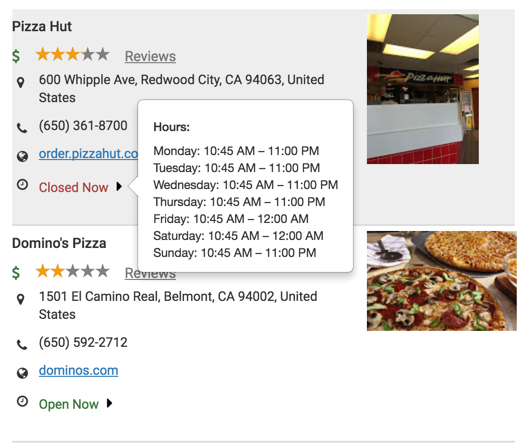 Pizza Hut
$
Reviews
600 Whipple Ave, Redwood City, CA 94063, United
States
(650) 361-8700
order.pizzahut.co
Closed Now
Hours:
Monday: 10:45 AM – 11:00 PM
Tuesday: 10:45 AM – 11:00 PM
Wednesday: 10:45 AM – 11:00 PM
Thursday: 10:45 AM – 11:00 PM
Friday: 10:45 AM – 12:00 AM
Saturday: 10:45 AM – 12:00 AM
Sunday: 10:45 AM – 11:00 PM
Pizza Hut
Domino's Pizza
$
Reviews
1501 El Camino Real, Belmont, CA 94002, United
States
(650) 592-2712
dominos.com
Open Now